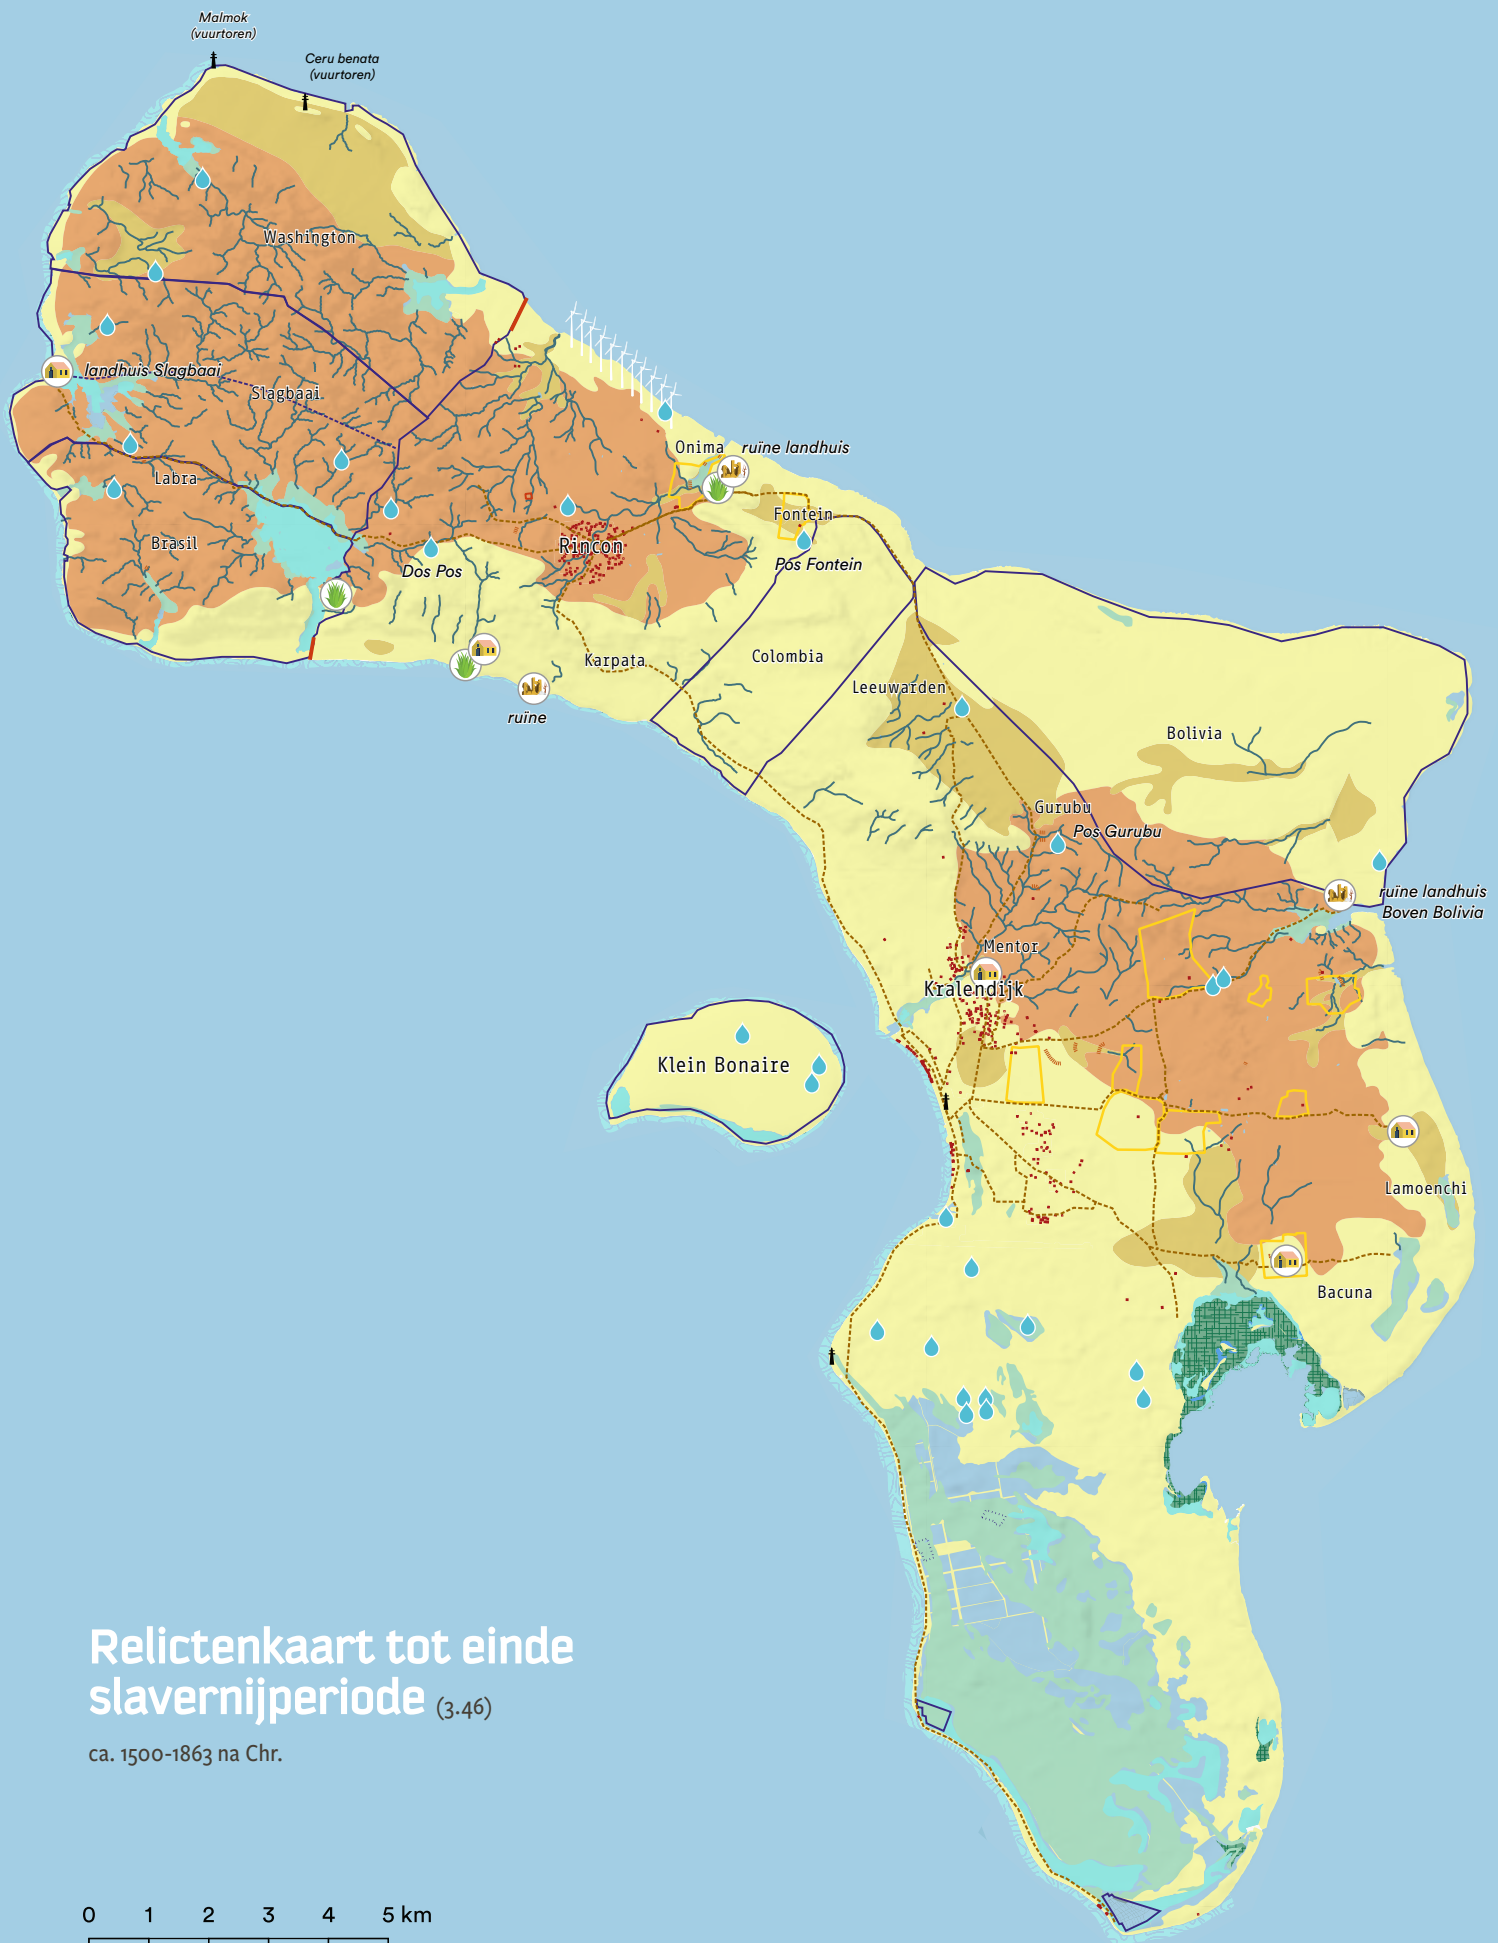 Malmok
(vuurtoren)
Ceru benata
(vuurtoren)
Washington
landhuis Slagbaai
Slagbaai
Labra
Brasil
Onima
ruïne landhuis
Fontein
Pos Fontein
Rincon
Dos Pos
Karpata
ruïne
Colombia
Leeuwarden
Bolivia
Gurubu
Pos Gurubu
ruïne landhuis
Boven Bolivia
Mentor
Kralendijk
Klein Bonaire
Lamoenchi
Bacuna
Relictenkaart tot einde
slavernijperiode (3.46)
ca. 1500-1863 na Chr.
0 1 2 3 4 5 km